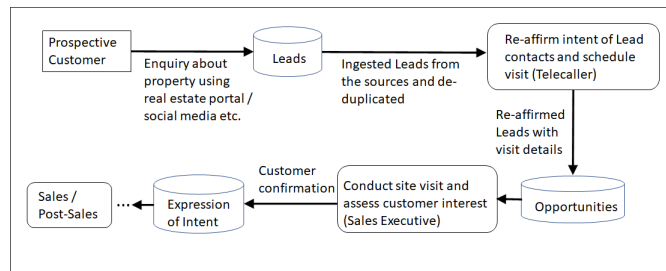 Prospective
Customer
Enquiry about
property using
real estate portal /
social media etc.
Leads
Ingested Leads from
the sources and de-
duplicated
Re-affirm intent of Lead
contacts and schedule
visit (Telecaller)
Re-affirmed
Leads with
visit details
Opportunities
Conduct site visit and
assess customer interest
(Sales Executive)
Customer
confirmation
Expression
of Intent
...
Sales /
Post-Sales